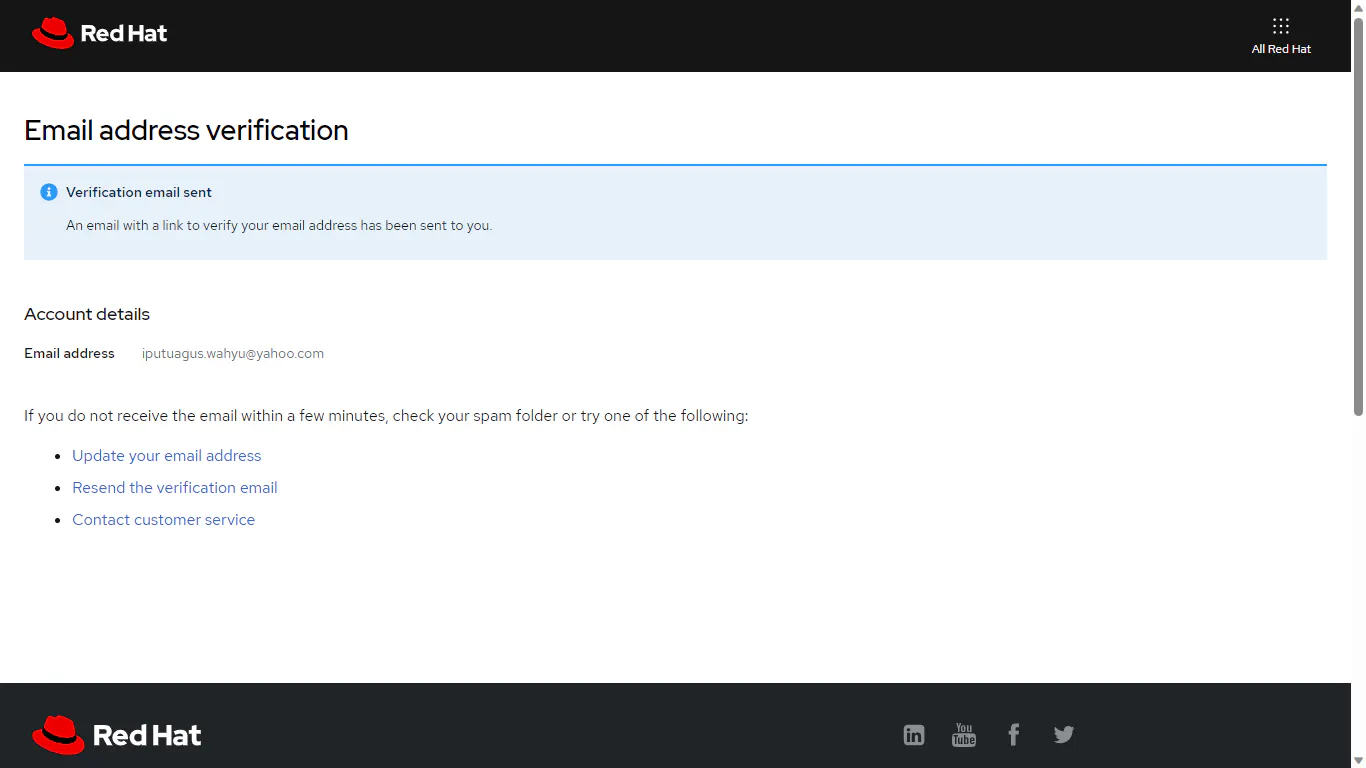 Red Hat
All Red Hat
Email address verification
Verification email sent
An email with a link to verify your email address has been sent to you.
Account details
Email address iputuagus.wahyu@yahoo.com
If you do not receive the email within a few minutes, check your spam folder or try one of the following:
Update your email address
Resend the verification email
Contact customer service
Red Hat
in
You
Tube
f